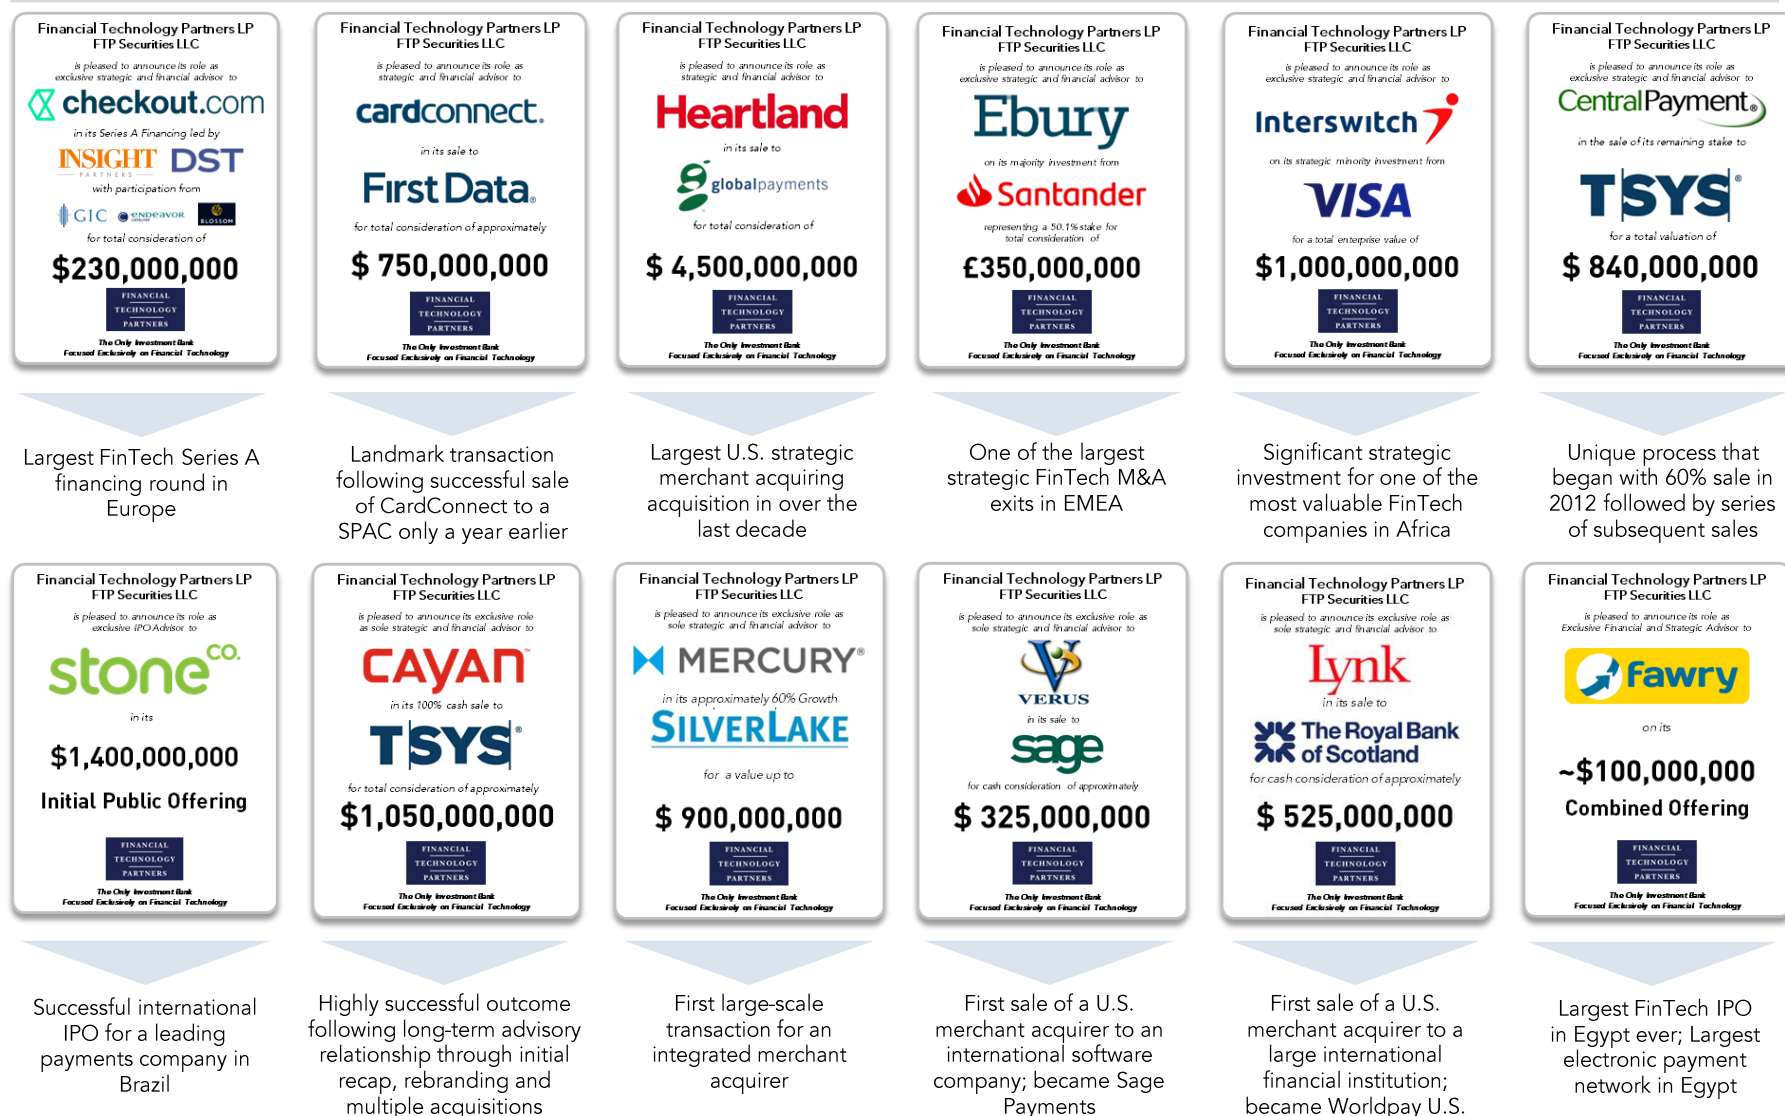 Financial Technology Partners LP
FTP Securities LLC
is pleased to announce its role as
exclusive strategic and financial advisor to
checkout.com
in its Series A Financing led by
INSIGHT PARTNERS DST
with participation from
GIC ENDEAVOR CATALYST BLOSSOM
for total consideration of
$230,000,000
FINANCIAL
TECHNOLOGY
PARTNERS
The Only Investment Bank
Focused Exclusively on Financial Technology
Largest FinTech Series A
financing round in
Europe
Financial Technology Partners LP
FTP Securities LLC
is pleased to announce its role as
strategic and financial advisor to
cardconnect.
in its sale to
First Data®
for total consideration of approximately
$ 750,000,000
FINANCIAL
TECHNOLOGY
PARTNERS
The Only Investment Bank
Focused Exclusively on Financial Technology
Landmark transaction
following successful sale
of CardConnect to a
SPAC only a year earlier
Financial Technology Partners LP
FTP Securities LLC
is pleased to announce its role as
strategic and financial advisor to
Heartland
in its sale to
globalpayments
for total consideration of
$ 4,500,000,000
FINANCIAL
TECHNOLOGY
PARTNERS
The Only Investment Bank
Focused Exclusively on Financial Technology
Largest U.S. strategic
merchant acquiring
acquisition in over the
last decade
Financial Technology Partners LP
FTP Securities LLC
is pleased to announce its role as
exclusive strategic and financial advisor to
Ebury
on its majority investment from
Santander
representing a 50.1% stake for
total consideration of
£350,000,000
FINANCIAL
TECHNOLOGY
PARTNERS
The Only Investment Bank
Focused Exclusively on Financial Technology
One of the largest
strategic FinTech M&A
exits in EMEA
Financial Technology Partners LP
FTP Securities LLC
is pleased to announce its role as
exclusive strategic and financial advisor to
Interswitch
on its strategic minority investment from
VISA
for a total enterprise value of
$1,000,000,000
FINANCIAL
TECHNOLOGY
PARTNERS
The Only Investment Bank
Focused Exclusively on Financial Technology
Significant strategic
investment for one of the
most valuable FinTech
companies in Africa
Financial Technology Partners LP
FTP Securities LLC
is pleased to announce its role as
exclusive strategic and financial advisor to
CentralPayment®
in the sale of its remaining stake to
TSYS®
for a total valuation of
$ 840,000,000
FINANCIAL
TECHNOLOGY
PARTNERS
The Only Investment Bank
Focused Exclusively on Financial Technology
Unique process that
began with 60% sale in
2012 followed by series
of subsequent sales
Financial Technology Partners LP
FTP Securities LLC
is pleased to announce its role as
exclusive IPO Advisor to
stone co.
in its
$1,400,000,000
Initial Public Offering
FINANCIAL
TECHNOLOGY
PARTNERS
The Only Investment Bank
Focused Exclusively on Financial Technology
Successful international
IPO for a leading
payments company in
Brazil
Financial Technology Partners LP
FTP Securities LLC
is pleased to announce its exclusive role
as sole strategic and financial advisor to
CAYAN™
in its 100% cash sale to
TSYS®
for total consideration of approximately
$1,050,000,000
FINANCIAL
TECHNOLOGY
PARTNERS
The Only Investment Bank
Focused Exclusively on Financial Technology
Highly successful outcome
following long-term advisory
relationship through initial
recap, rebranding and
multiple acquisitions
Financial Technology Partners LP
FTP Securities LLC
is pleased to announce its exclusive role as
sole strategic and financial advisor to
MERCURY®
in its approximately 60% Growth
SILVERLAKE
for a value up to
$ 900,000,000
FINANCIAL
TECHNOLOGY
PARTNERS
The Only Investment Bank
Focused Exclusively on Financial Technology
First large-scale
transaction for an
integrated merchant
acquirer
Financial Technology Partners LP
FTP Securities LLC
is pleased to announce its exclusive role as
sole strategic and financial advisor to
VERUS
in its sale to
sage
for cash consideration of approximately
$ 325,000,000
FINANCIAL
TECHNOLOGY
PARTNERS
The Only Investment Bank
Focused Exclusively on Financial Technology
First sale of a U.S.
merchant acquirer to an
international software
company; became Sage
Payments
Financial Technology Partners LP
FTP Securities LLC
is pleased to announce its exclusive role as
sole strategic and financial advisor to
Lynk
in its sale to
The Royal Bank
of Scotland
for cash consideration of approximately
$ 525,000,000
FINANCIAL
TECHNOLOGY
PARTNERS
The Only Investment Bank
Focused Exclusively on Financial Technology
First sale of a U.S.
merchant acquirer to a
large international
financial institution;
became Worldpay U.S.
Financial Technology Partners LP
FTP Securities LLC
is pleased to announce its role as
Exclusive Financial and Strategic Advisor to
fawry
on its
~$100,000,000
Combined Offering
FINANCIAL
TECHNOLOGY
PARTNERS
The Only Investment Bank
Focused Exclusively on Financial Technology
Largest FinTech IPO
in Egypt ever; Largest
electronic payment
network in Egypt